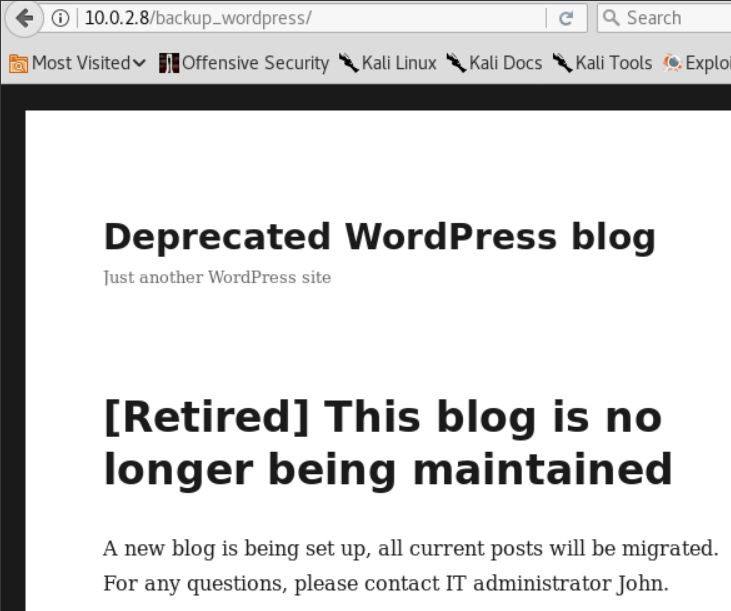 10.0.2.8/backup_wordpress/ Search
Most Visited Offensive Security Kali Linux Kali Docs Kali Tools
Deprecated WordPress blog
Just another WordPress site
[Retired] This blog is no
longer being maintained
A new blog is being set up, all current posts will be migrated.
For any questions, please contact IT administrator John.